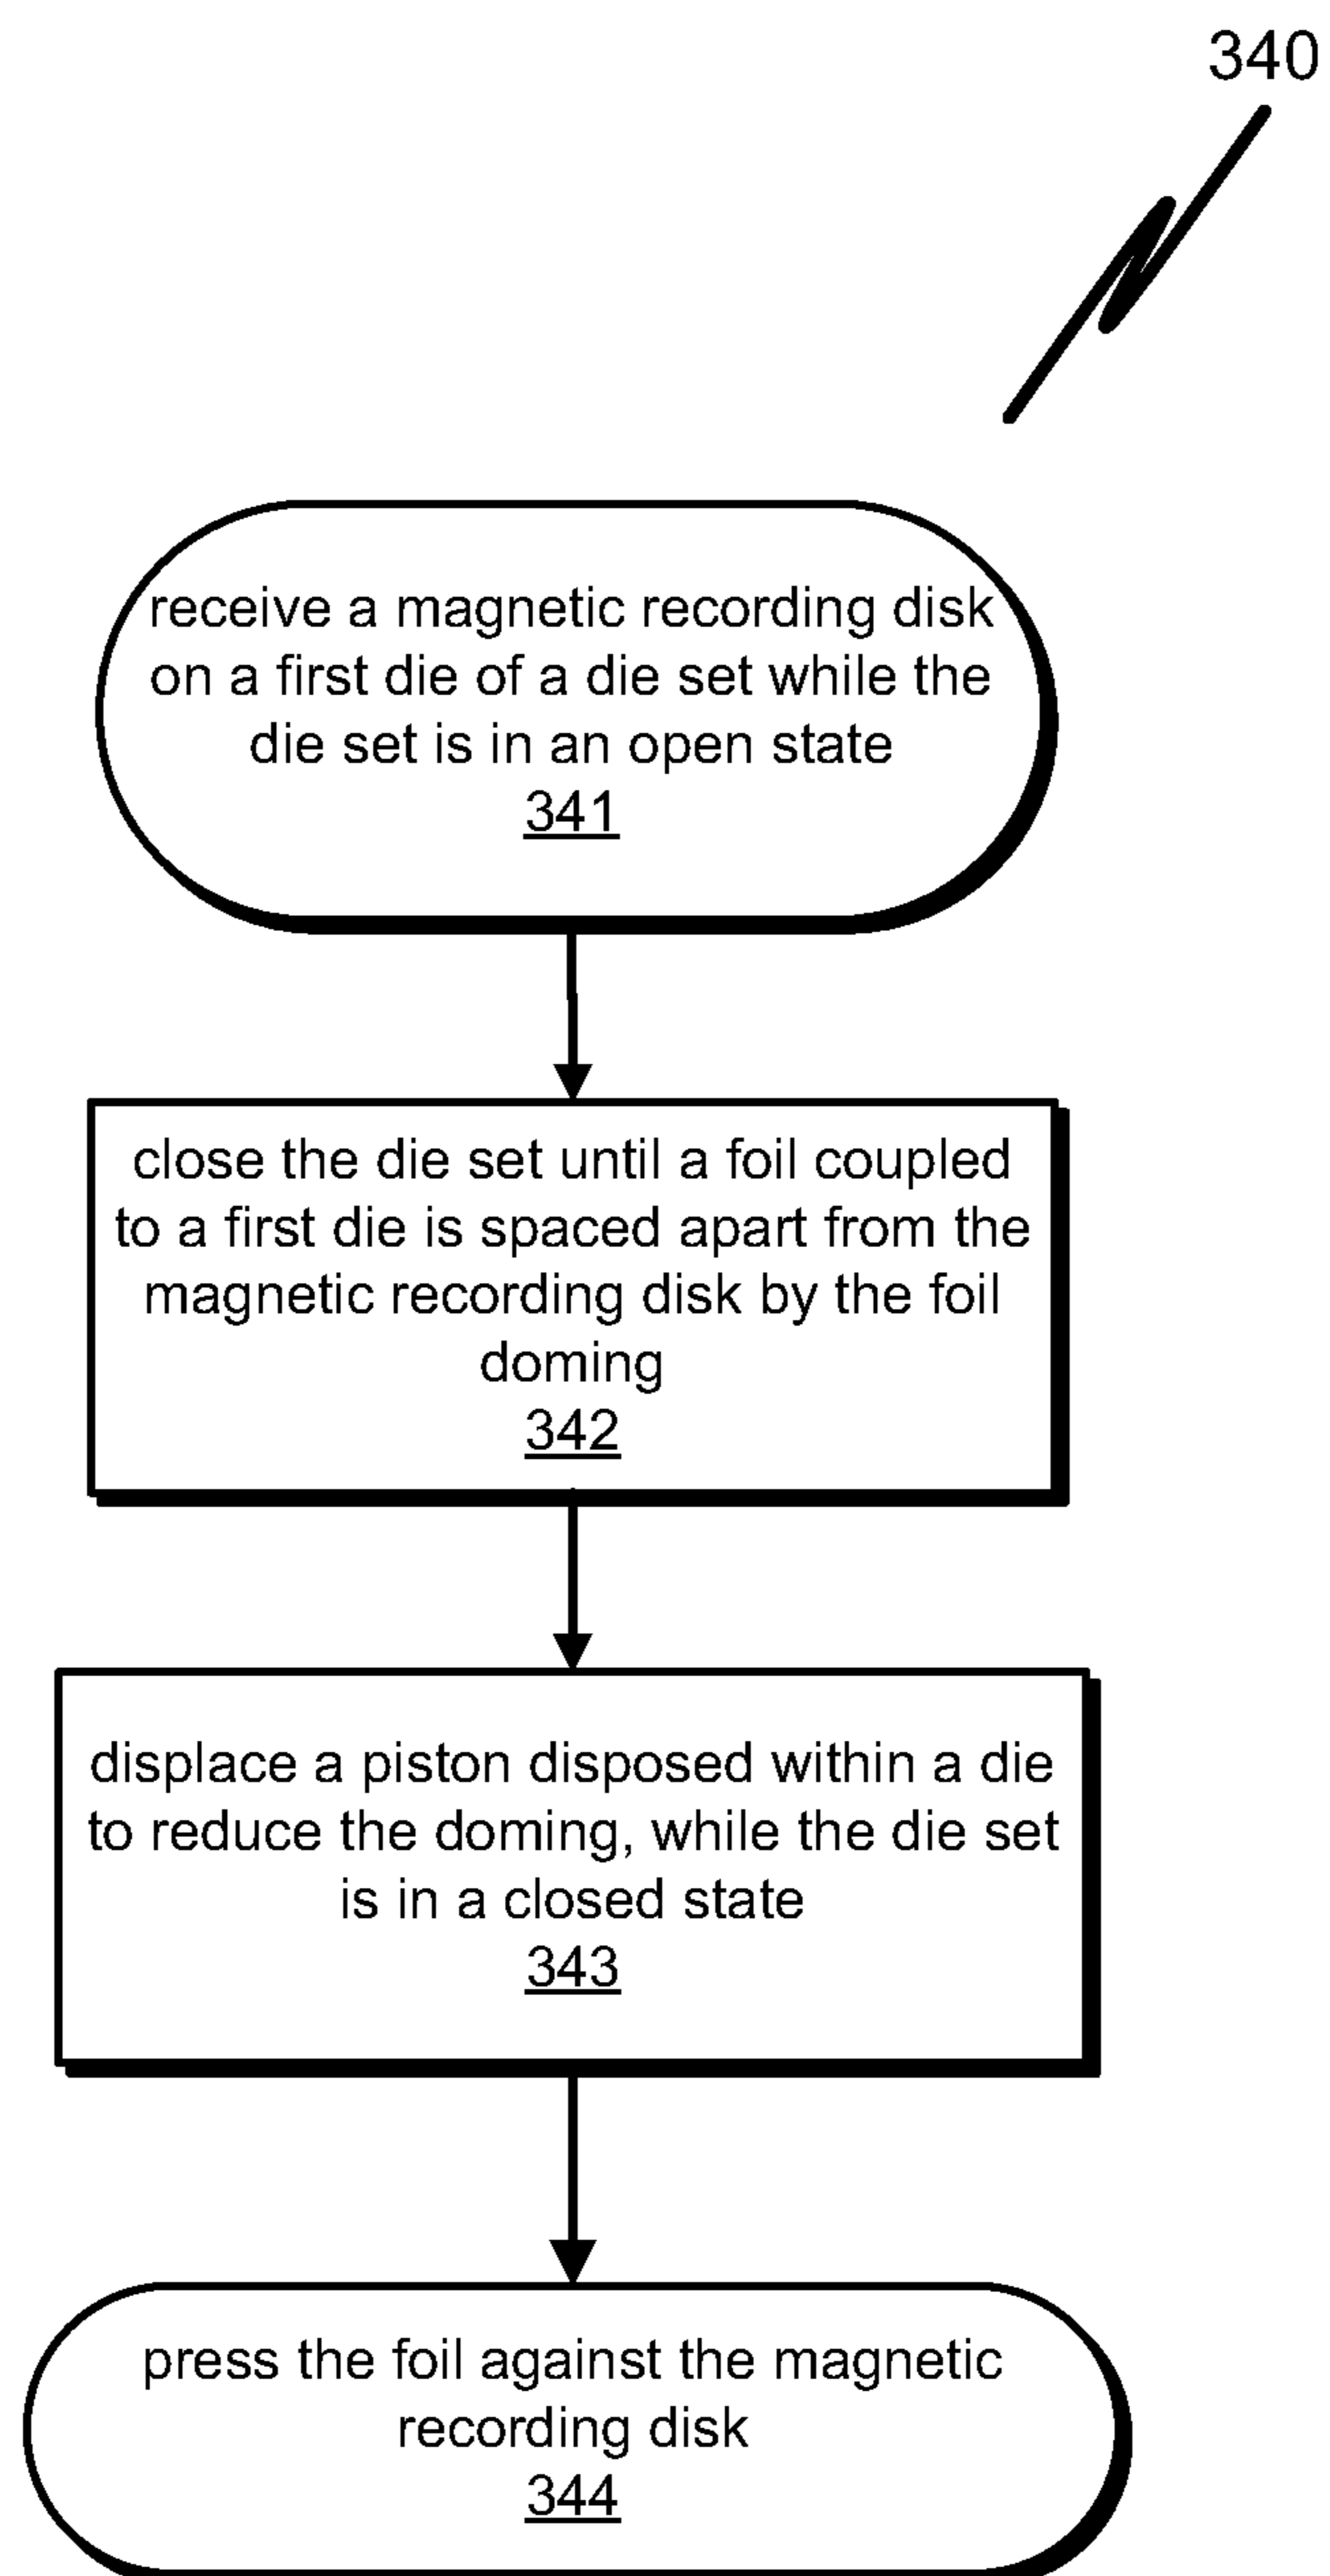 340
receive a magnetic recording disk
on a first die of a die set while the
die set is in an open state
341
close the die set until a foil coupled
to a first die is spaced apart from the
magnetic recording disk by the foil
doming
342
displace a piston disposed within a die
to reduce the doming, while the die set
is in a closed state
343
press the foil against the magnetic
recording disk
344